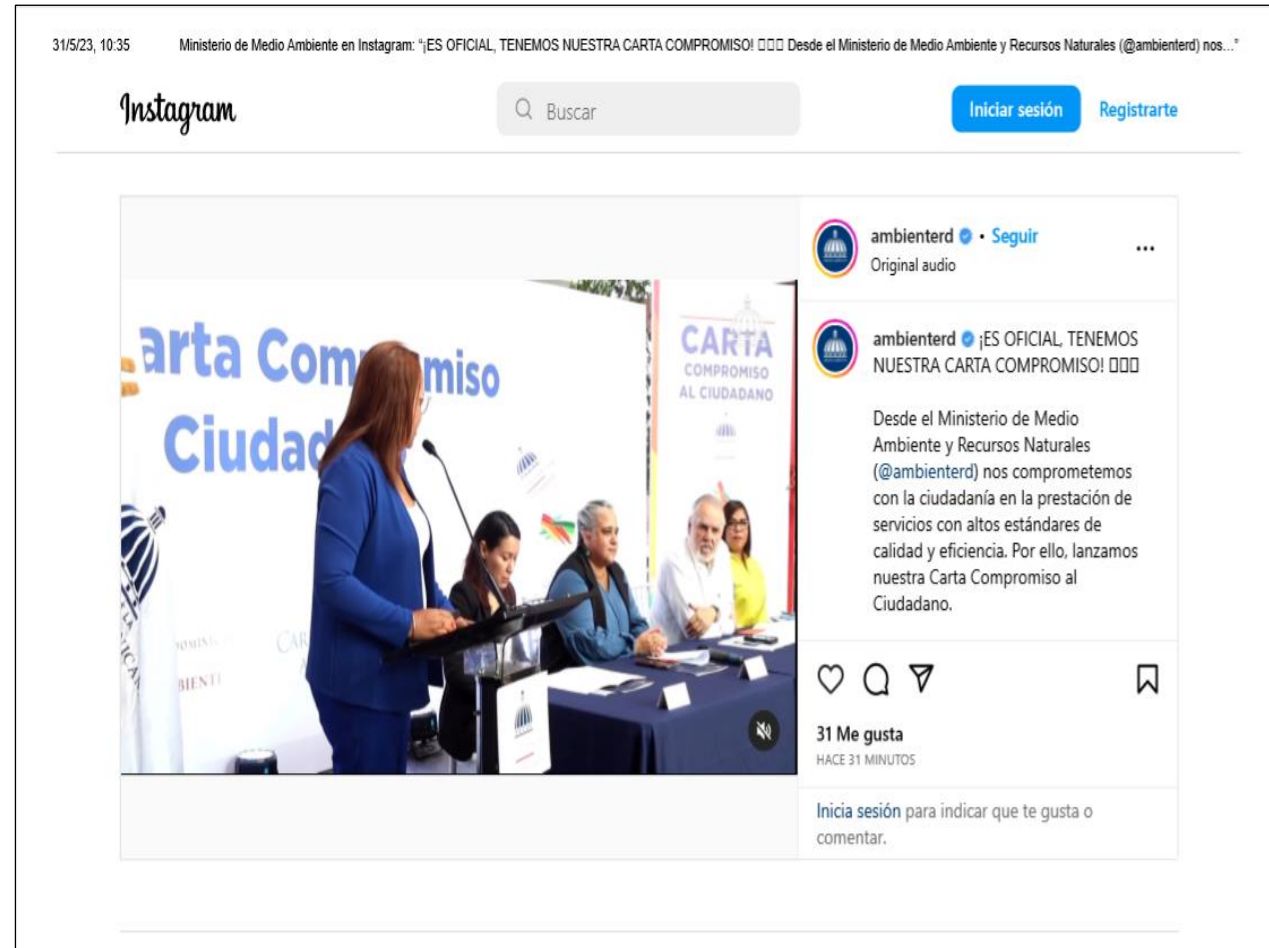 31/5/23, 10:35 Ministerio de Medio Ambiente en Instagram: “¡ES OFICIAL, TENEMOS NUESTRA CARTA COMPROMISO! ▯▯▯ Desde el Ministerio de Medio Ambiente y Recursos Naturales (@ambienterd) nos…”
Instagram
Buscar
Iniciar sesión
Registrarte
arta Com miso
Ciudad
CARTA
COMPROMISO
AL CIUDADANO
ambienterd • Seguir
Original audio
...
ambienterd ¡ES OFICIAL, TENEMOS
NUESTRA CARTA COMPROMISO! ▯▯▯
Desde el Ministerio de Medio
Ambiente y Recursos Naturales
(@ambienterd) nos comprometemos
con la ciudadanía en la prestación de
servicios con altos estándares de
calidad y eficiencia. Por ello, lanzamos
nuestra Carta Compromiso al
Ciudadano.
31 Me gusta
HACE 31 MINUTOS
Inicia sesión para indicar que te gusta o
comentar.